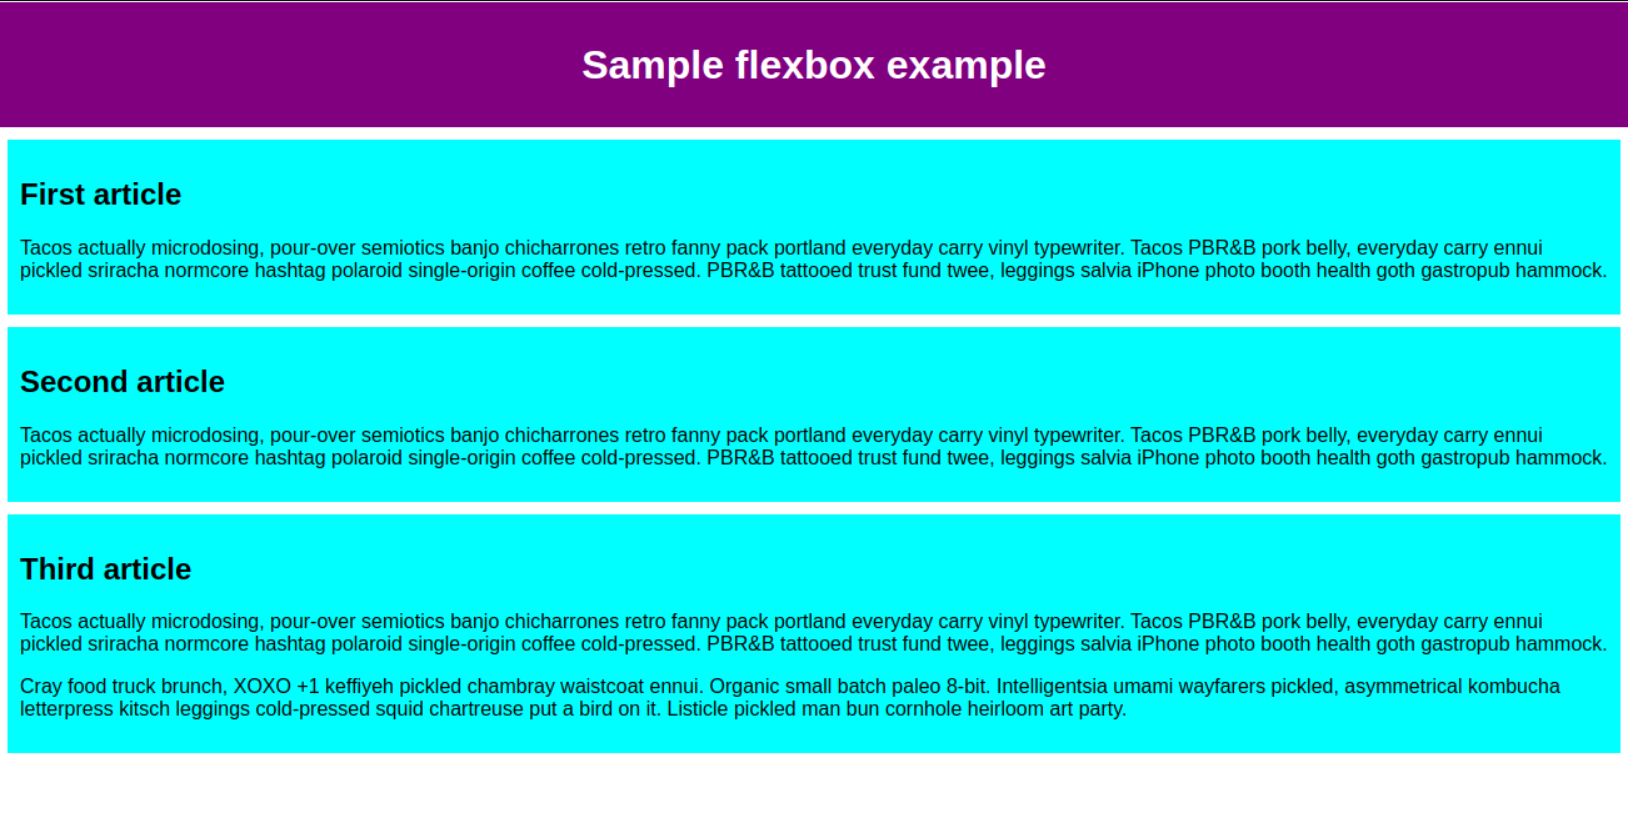 Sample flexbox example
First article
Tacos actually microdosing, pour-over semiotics banjo chicharrones retro fanny pack portland everyday carry vinyl typewriter. Tacos PBR&B pork belly, everyday carry ennui
pickled sriracha normcore hashtag polaroid single-origin coffee cold-pressed. PBR&B tattooed trust fund twee, leggings salvia iPhone photo booth health goth gastropub hammock.
Second article
Tacos actually microdosing, pour-over semiotics banjo chicharrones retro fanny pack portland everyday carry vinyl typewriter. Tacos PBR&B pork belly, everyday carry ennui
pickled sriracha normcore hashtag polaroid single-origin coffee cold-pressed. PBR&B tattooed trust fund twee, leggings salvia iPhone photo booth health goth gastropub hammock.
Third article
Tacos actually microdosing, pour-over semiotics banjo chicharrones retro fanny pack portland everyday carry vinyl typewriter. Tacos PBR&B pork belly, everyday carry ennui
pickled sriracha normcore hashtag polaroid single-origin coffee cold-pressed. PBR&B tattooed trust fund twee, leggings salvia iPhone photo booth health goth gastropub hammock.
Cray food truck brunch, XOXO +1 keffiyeh pickled chambray waistcoat ennui. Organic small batch paleo 8-bit. Intelligentsia umami wayfarers pickled, asymmetrical kombucha
letterpress kitsch leggings cold-pressed squid chartreuse put a bird on it. Listicle pickled man bun cornhole heirloom art party.